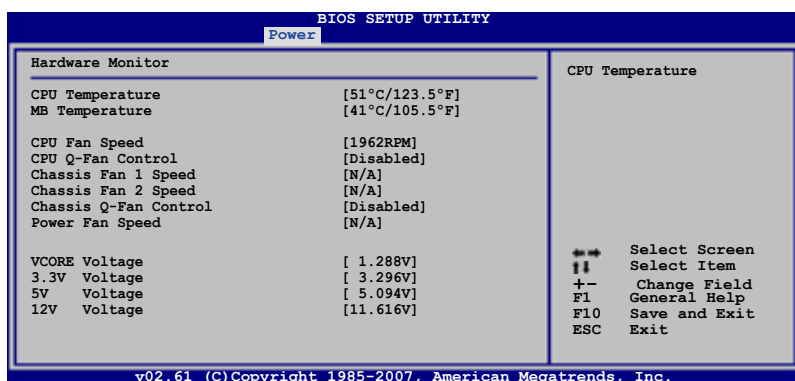 BIOS SETUP UTILITY
Power
Hardware Monitor
CPU Temperature [51°C/123.5°F]
MB Temperature [41°C/105.5°F]
CPU Fan Speed [1962RPM]
CPU Q-Fan Control [Disabled]
Chassis Fan 1 Speed [N/A]
Chassis Fan 2 Speed [N/A]
Chassis Q-Fan Control [Disabled]
Power Fan Speed [N/A]
VCORE Voltage [ 1.288V]
3.3V Voltage [ 3.296V]
5V Voltage [ 5.094V]
12V Voltage [11.616V]
CPU Temperature
←→ Select Screen
↑↓ Select Item
+- Change Field
F1 General Help
F10 Save and Exit
ESC Exit
v02.61 (C)Copyright 1985-2007, American Megatrends, Inc.